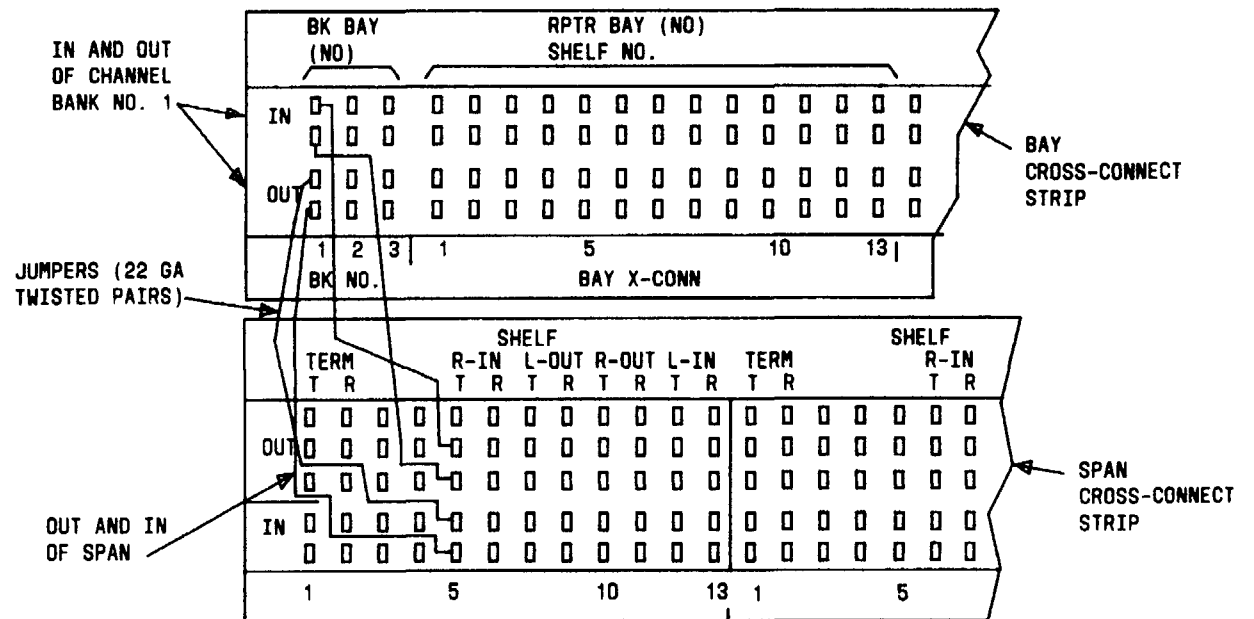 BK BAY
(NO)
RPTR BAY (NO)
SHELF NO.
IN AND OUT
OF CHANNEL
BANK NO. 1
IN
OUT
BAY
CROSS-CONNECT
STRIP
1 2 3 1 5 10 13
BK NO. BAY X-CONN
JUMPERS (22 GA
TWISTED PAIRS)
SHELF SHELF
TERM R-IN L-OUT R-OUT L-IN TERM R-IN
T R T R T R T R T R T R T R
OUT
IN
SPAN
CROSS-CONNECT
STRIP
OUT AND IN
OF SPAN
1 5 10 13 1 5